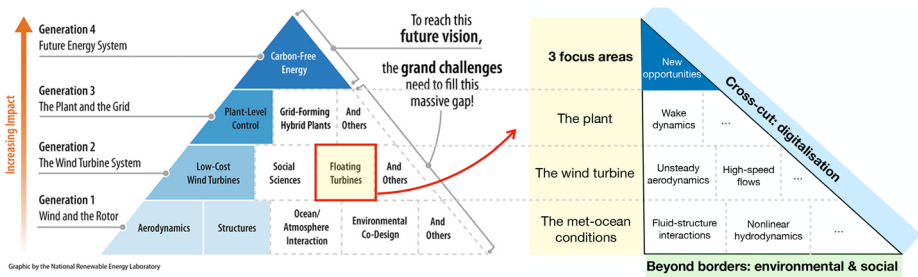 Increasing Impact
Generation 4
Future Energy System
Generation 3
The Plant and the Grid
Generation 2
The Wind Turbine System
Generation 1
Wind and the Rotor
Carbon-Free
Energy
Plant-Level
Control
Grid-Forming
Hybrid Plants
And
Others
Low-Cost
Wind Turbines
Social
Sciences
Floating
Turbines
And
Others
Aerodynamics
Structures
Ocean/
Atmosphere
Interaction
Environmental
Co-Design
And
Others
To reach this
future vision,
the grand challenges
need to fill this
massive gap!
Graphic by the National Renewable Energy Laboratory
3 focus areas
The plant
The wind turbine
The met-ocean
conditions
New
opportunities
Wake
dynamics
...
Unsteady
aerodynamics
High-speed
flows
...
Fluid-structure
interactions
Nonlinear
hydrodynamics
...
Cross-cut: digitalisation
Beyond borders: environmental & social